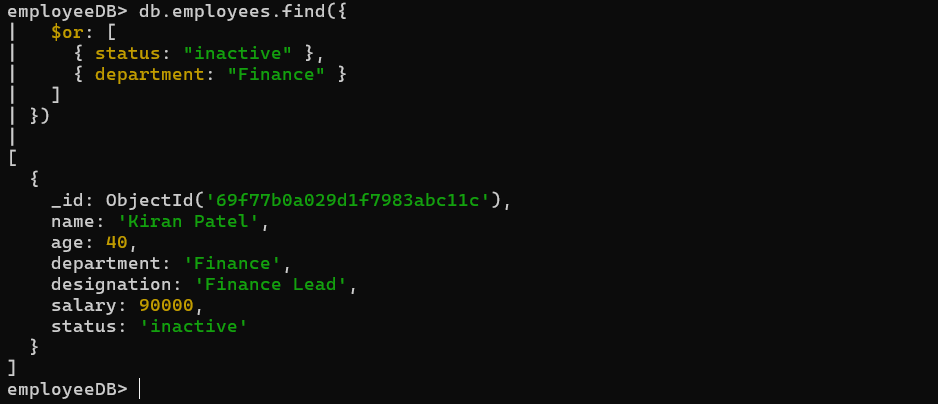 employeeDB> db.employees.find({
|   $or: [
|     { status: "inactive" },
|     { department: "Finance" }
|   ]
| })
|
[
  {
    _id: ObjectId('69f77b0a029d1f7983abc11c'),
    name: 'Kiran Patel',
    age: 40,
    department: 'Finance',
    designation: 'Finance Lead',
    salary: 90000,
    status: 'inactive'
  }
]
employeeDB>